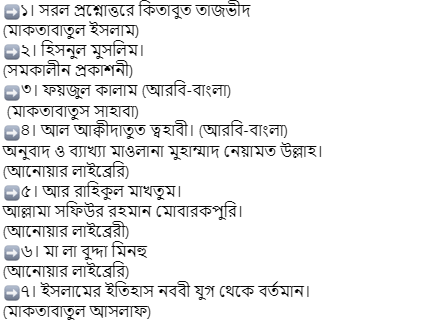 ➡১। সরল প্রশ্নোত্তরে কিতাবুত তাজভীদ
(মাকতাবাতুল ইসলাম)
➡২। হিসনুল মুসলিম।
(সমকালীন প্রকাশনী)
➡৩। ফয়জুল কালাম (আরবি-বাংলা)
(মাকতাবাতুস সাহাবা)
➡৪। আল আক্বীদাতুত ত্বহাবী। (আরবি-বাংলা)
অনুবাদ ও ব্যাখ্যা মাওলানা মুহাম্মাদ নেয়ামত উল্লাহ।
(আনোয়ার লাইব্রেরি)
➡৫। আর রাহিকুল মাখতুম।
আল্লামা সফিউর রহমান মোবারকপুরি।
(আনোয়ার লাইব্রেরী)
➡৬। মা লা বুদ্দা মিনহু
(আনোয়ার লাইব্রেরি)
➡৭। ইসলামের ইতিহাস নববী যুগ থেকে বর্তমান।
(মাকতাবাতুল আসলাফ)